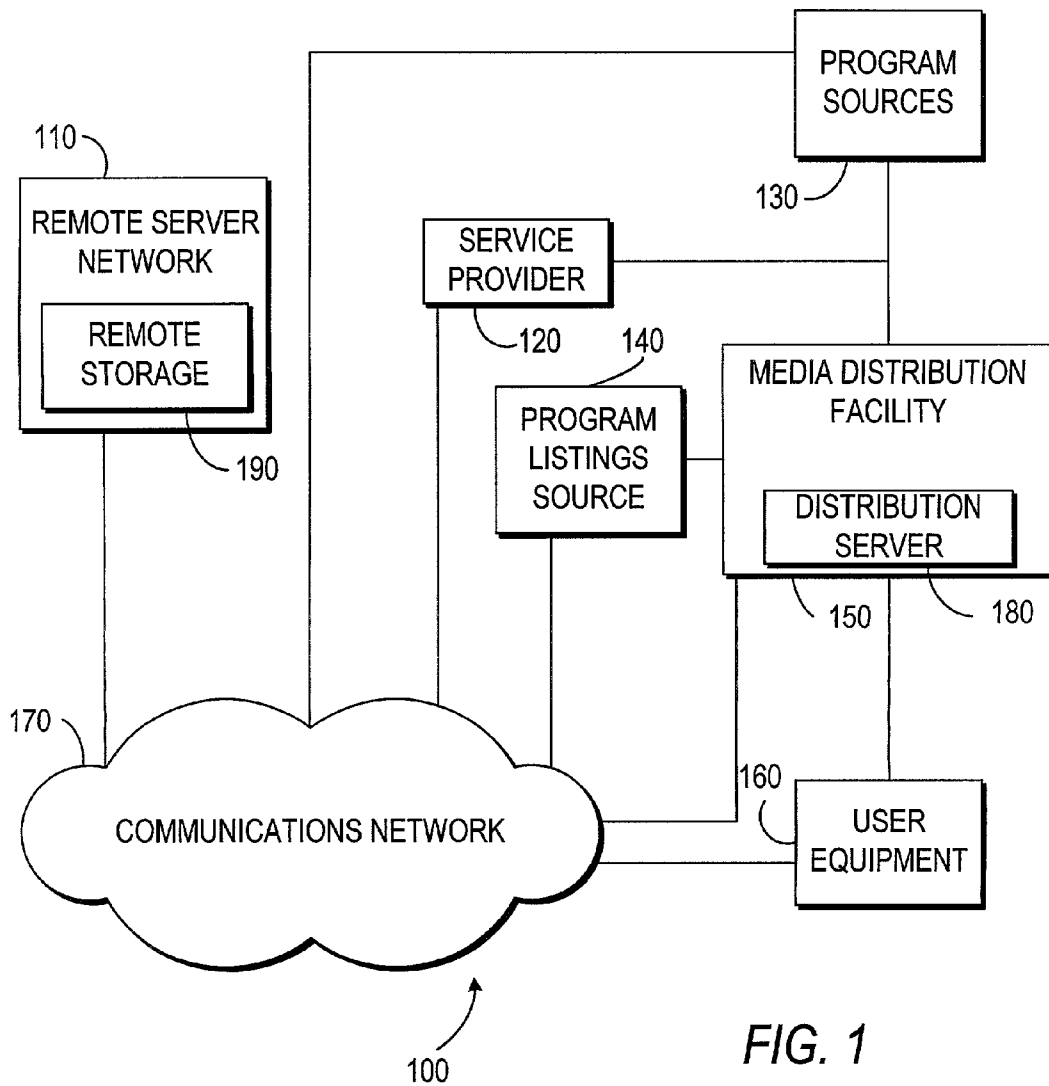 PROGRAM
SOURCES
130
110
REMOTE SERVER
NETWORK
REMOTE
STORAGE
190
SERVICE
PROVIDER
120
140
PROGRAM
LISTINGS
SOURCE
MEDIA DISTRIBUTION
FACILITY
DISTRIBUTION
SERVER
150
180
170
COMMUNICATIONS NETWORK
160
USER
EQUIPMENT
100
FIG. 1